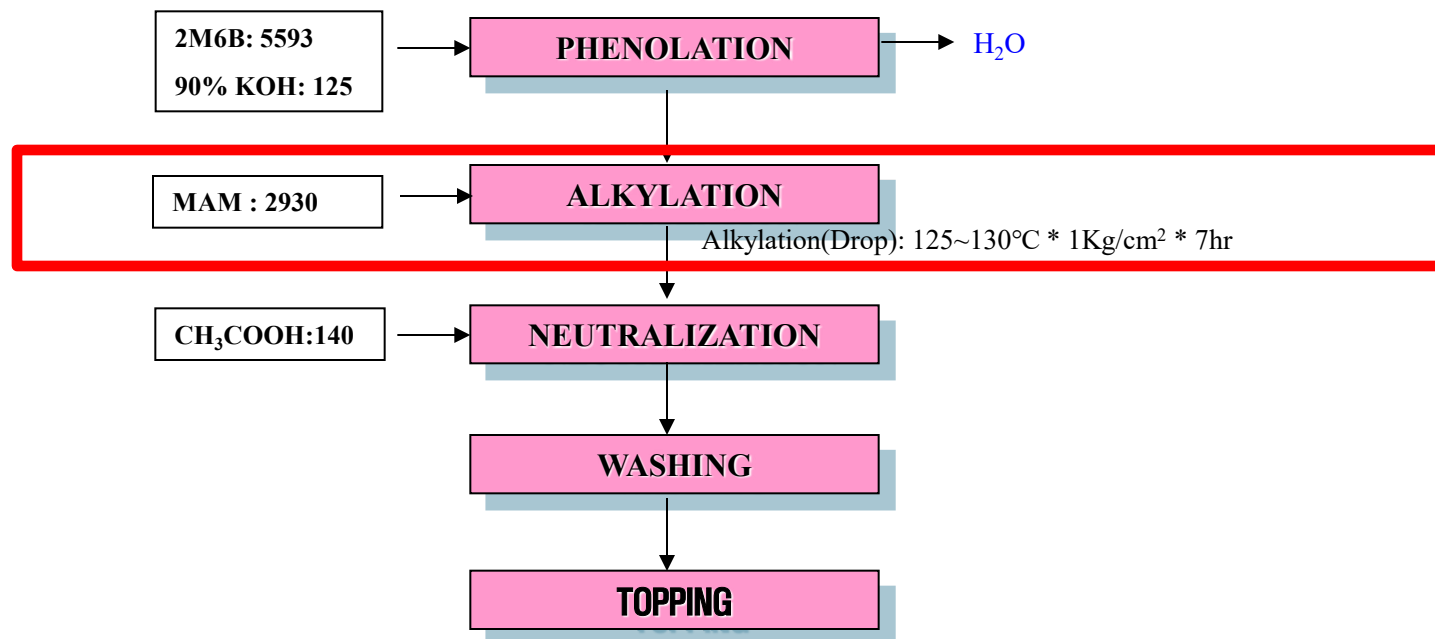 2M6B: 5593
90% KOH: 125
PHENOLATION
H₂O
MAM : 2930
ALKYLATION
Alkylation(Drop): 125~130℃ * 1Kg/cm² * 7hr
CH₃COOH:140
NEUTRALIZATION
WASHING
TOPPING